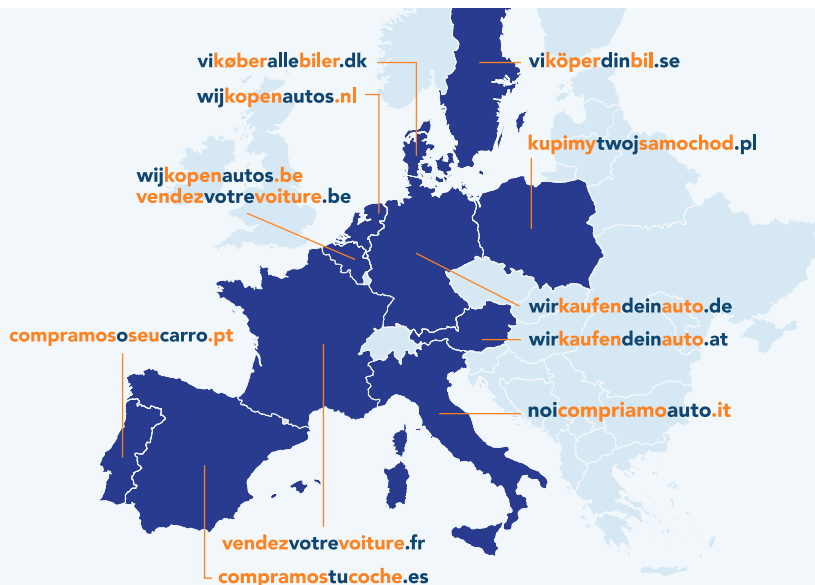 vikøberallebiler.dk
viköperdinbil.se
wijkopenautos.nl
kupimytwojsamochod.pl
wijkopenautos.be
vendezvotrevoiture.be
wirkaufendeinauto.de
compramososeucarro.pt
wirkaufendeinauto.at
noicompriamoauto.it
vendezvotrevoiture.fr
compramostucoche.es